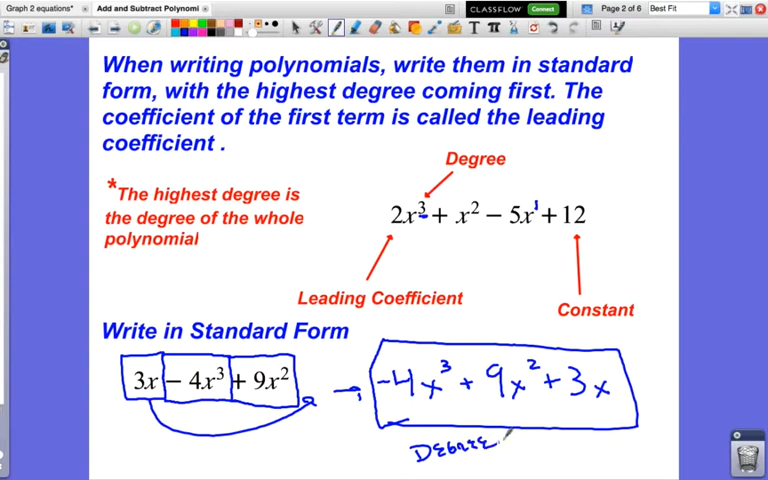 Graph 2 equations* Add and Subtract Polynomi CLASSFLOW Connect Page 2 of 6 Best Fit
When writing polynomials, write them in standard
form, with the highest degree coming first. The
coefficient of the first term is called the leading
coefficient .
Degree
*The highest degree is
the degree of the whole
polynomial
2x³ + x² − 5x¹ + 12
Leading Coefficient
Constant
Write in Standard Form
3x − 4x³ + 9x² → -4x³ + 9x² + 3x
DEGREE